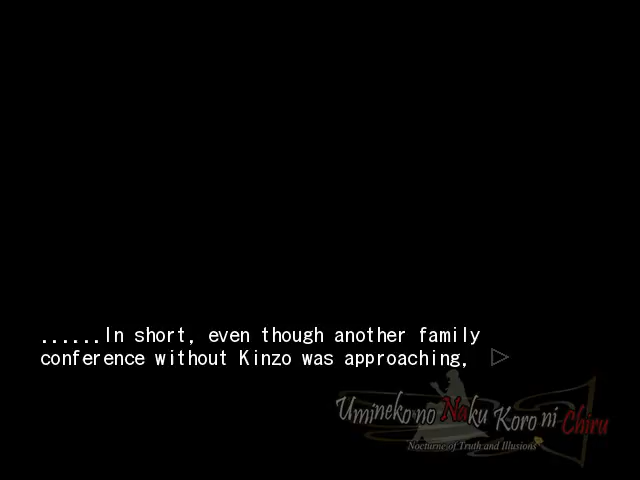 ......In short, even though another family
conference without Kinzo was approaching,
Umineko no Naku Koro ni Chiru
Nocturne of Truth and Illusions